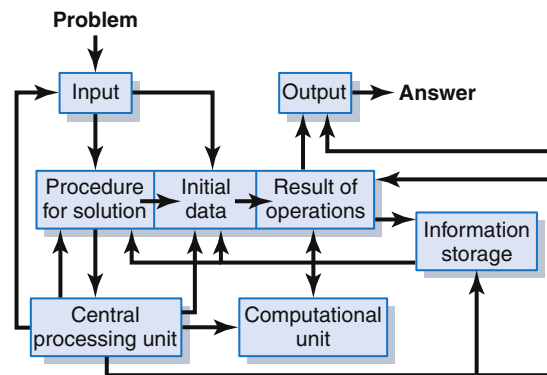 Problem
Input
Output
Answer
Procedure
for solution
Initial
data
Result of
operations
Information
storage
Central
processing unit
Computational
unit